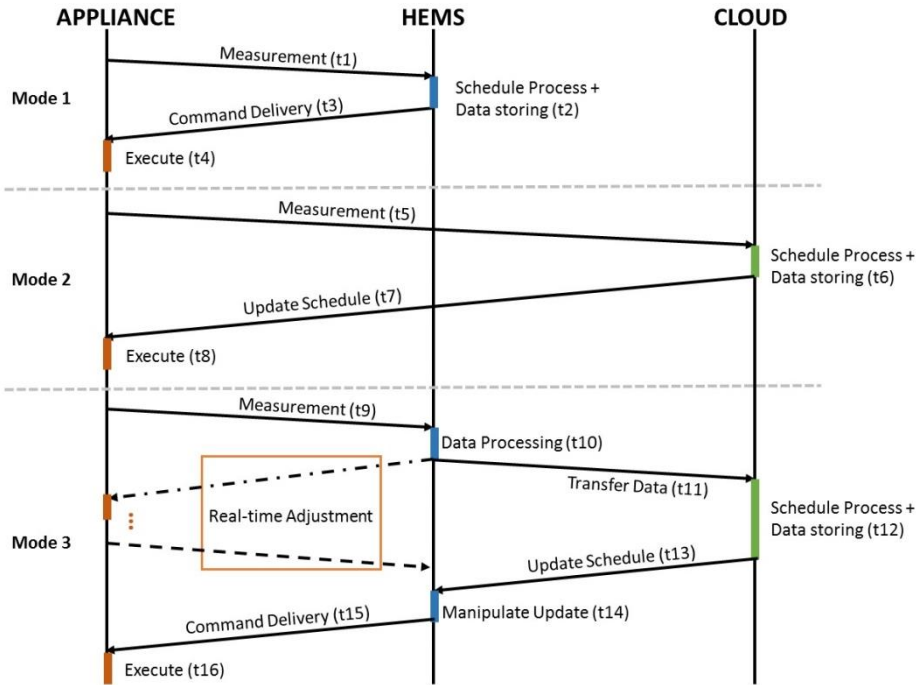 APPLIANCE HEMS CLOUD
Measurement (t1)
Mode 1
Schedule Process +
Data storing (t2)
Command Delivery (t3)
Execute (t4)
Measurement (t5)
Mode 2
Schedule Process +
Data storing (t6)
Update Schedule (t7)
Execute (t8)
Measurement (t9)
Data Processing (t10)
Transfer Data (t11)
Real-time Adjustment
Mode 3
Schedule Process +
Data storing (t12)
Update Schedule (t13)
Manipulate Update (t14)
Command Delivery (t15)
Execute (t16)